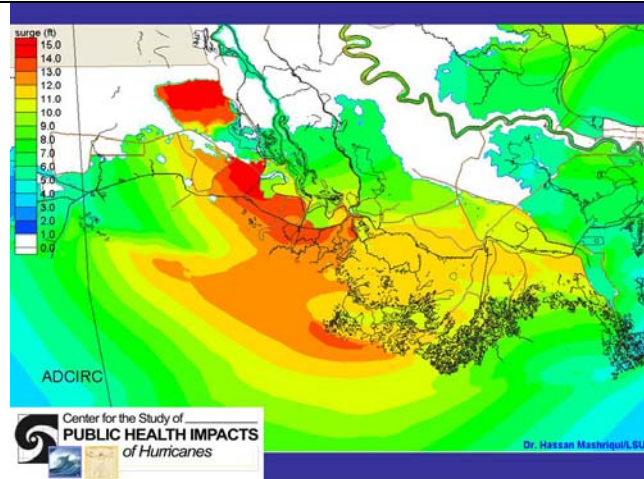 surge (ft)
15.0
14.0
13.0
12.0
11.0
10.0
9.0
8.0
7.0
6.0
5.0
4.0
3.0
2.0
1.0
0.0
ADCIRC
Center for the Study of
PUBLIC HEALTH IMPACTS
of Hurricanes
Dr. Hassan Mashriqui/LSU